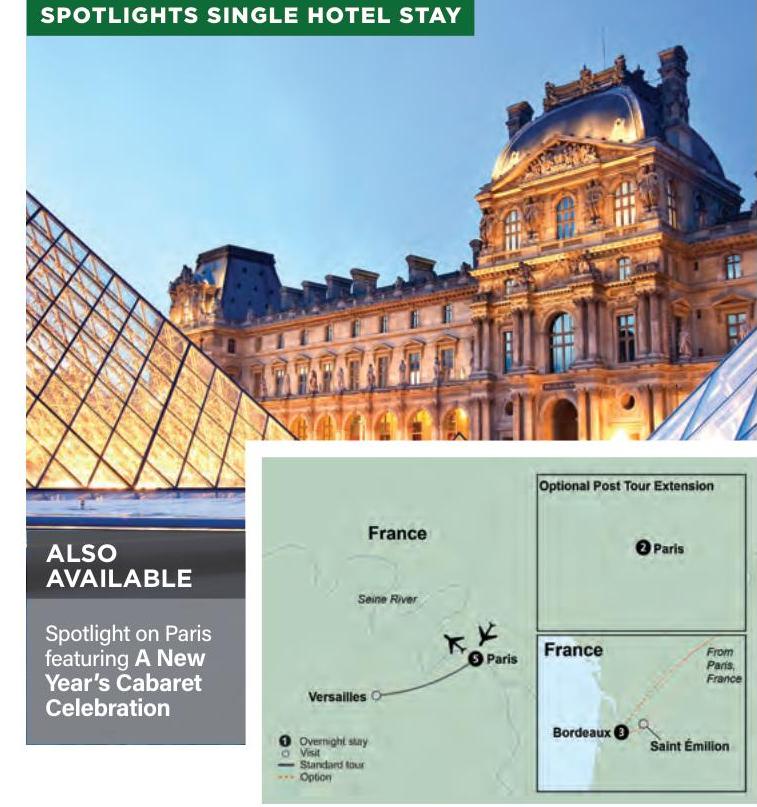 SPOTLIGHTS SINGLE HOTEL STAY
ALSO
AVAILABLE
Spotlight on Paris
featuring A New
Year's Cabaret
Celebration
France
Seine River
5 Paris
Versailles
1 Overnight stay
Visit
Standard tour
Option
Optional Post Tour Extension
2 Paris
France
From
Paris,
France
Bordeaux 3
Saint Émilion